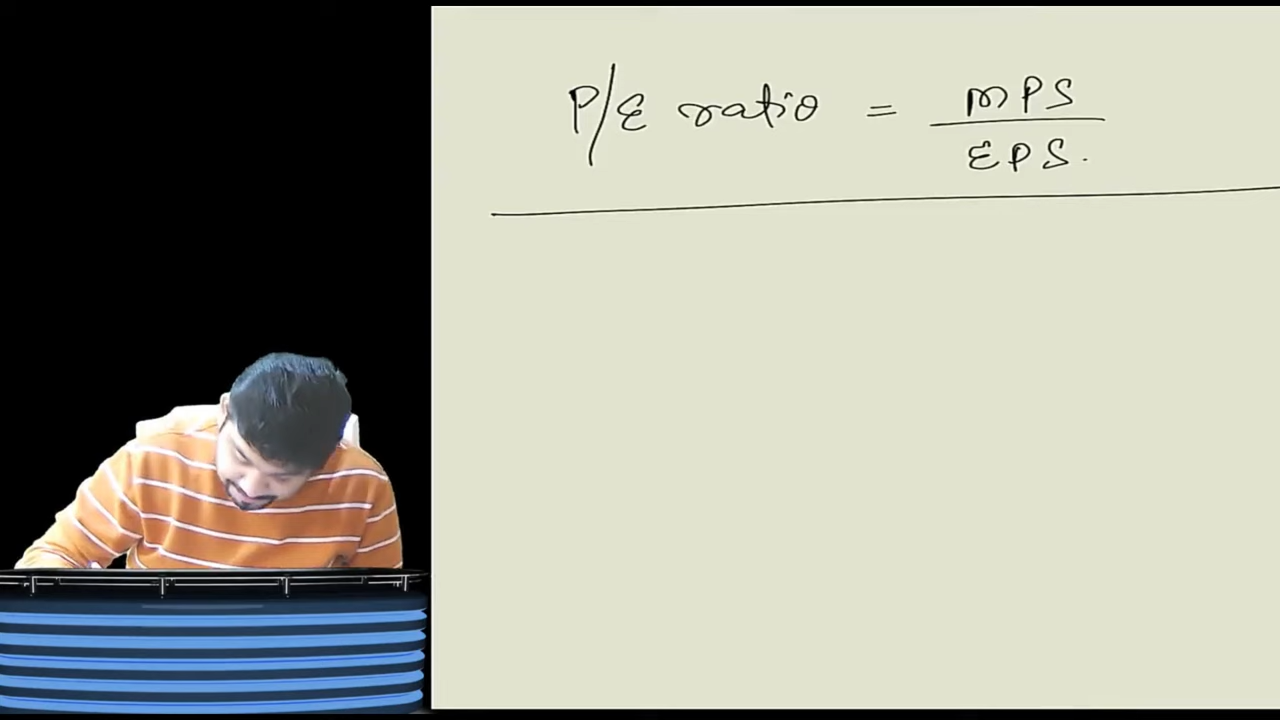 P/E ratio = MPS
EPS.